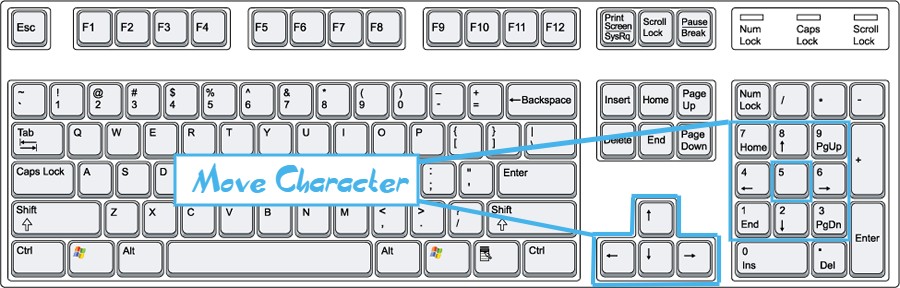 Esc F1 F2 F3 F4 F5 F6 F7 F8 F9 F10 F11 F12
Print
Screen
SysRq
Scroll
Lock
Pause
Break
Num
Lock
Caps
Lock
Scroll
Lock
~ ! @ # $ % ^ & * ( ) – +
` 1 2 3 4 5 6 7 8 9 0 - = ←Backspace
Insert Home Page
Up
Num
Lock
/ * -
Tab Q W E R T Y U I O P { } |
[ ] \
Delete End Page
Down
7 8 9
Home ↑ PgUp
+
Caps Lock A S D : "
; ' Enter
Move Character
4 5 6
← →
Shift Z X C V B N M < > ? Shift
⇧ , . / ⇧
↑
1 2 3
End ↓ PgDn
Enter
Ctrl Alt Alt Ctrl
← ↓ →
0 .
Ins Del